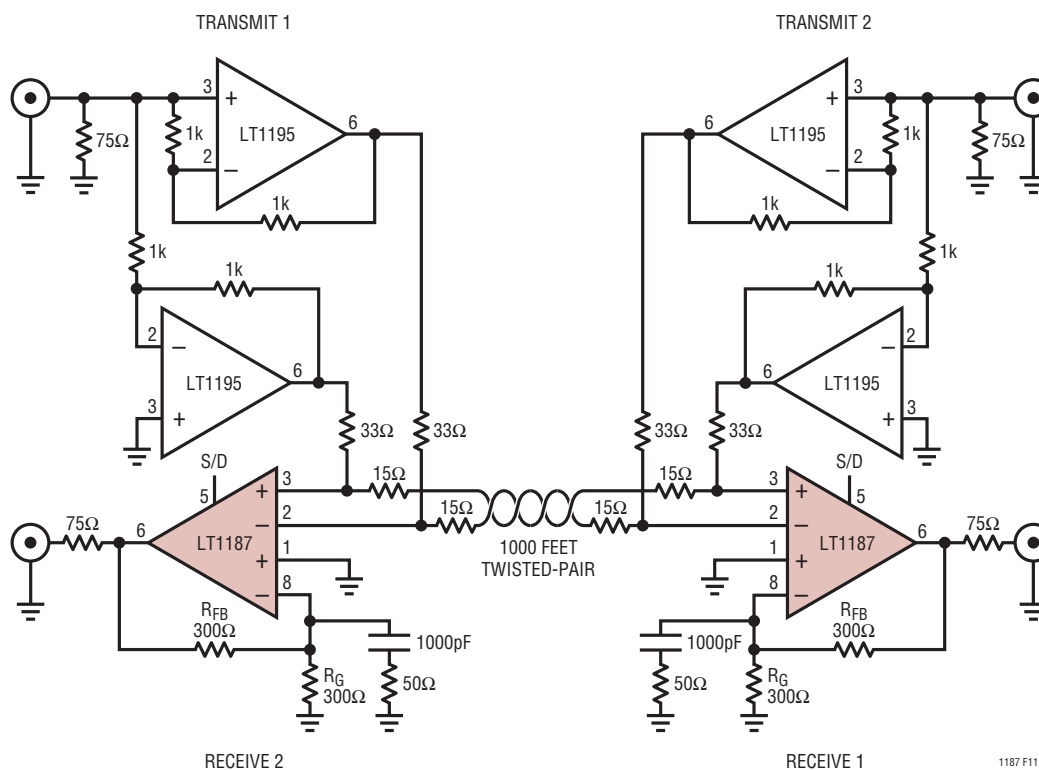 TRANSMIT 1
TRANSMIT 2
3
+
LT1195
6
1k
2
–
75Ω
1k
1k
1k
2
–
LT1195
6
3
+
33Ω
33Ω
3
+
LT1195
6
1k
2
–
75Ω
1k
1k
1k
2
–
LT1195
6
3
+
33Ω
33Ω
S/D
5
3
+
2
–
1
+
8
–
LT1187
6
75Ω
15Ω
15Ω
15Ω
15Ω
1000 FEET
TWISTED-PAIR
S/D
5
3
+
2
–
1
+
8
–
LT1187
6
75Ω
RFB
300Ω
RG
300Ω
1000pF
50Ω
1000pF
50Ω
RG
300Ω
RFB
300Ω
RECEIVE 2
RECEIVE 1
1187 F11